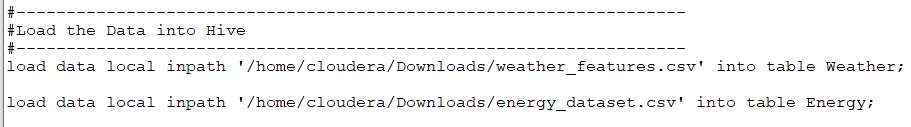 #-------------------------------------------------------------------
#Load the Data into Hive
#-------------------------------------------------------------------
load data local inpath '/home/cloudera/Downloads/weather_features.csv' into table Weather;
load data local inpath '/home/cloudera/Downloads/energy_dataset.csv' into table Energy;